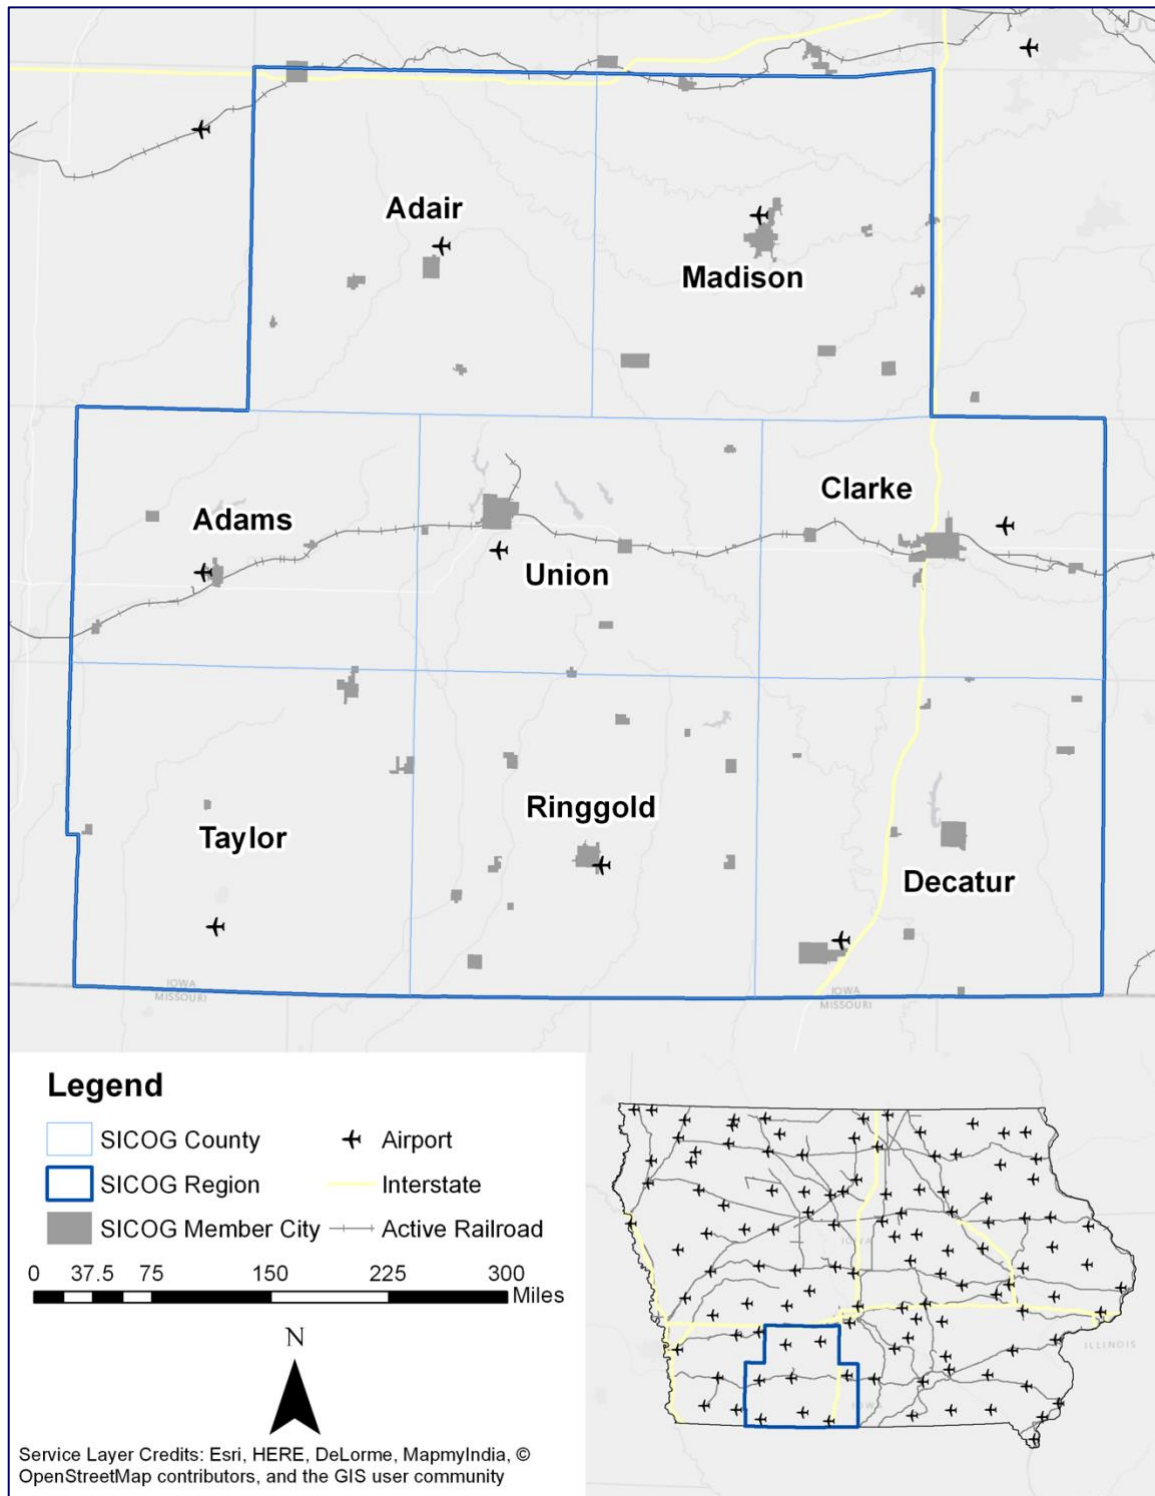 Adair
Madison
Clarke
Adams
Union
Ringgold
Taylor
Decatur
IOWA
MISSOURI
IOWA
MISSOURI
Legend
SICOG County
Airport
SICOG Region
Interstate
SICOG Member City
Active Railroad
0 37.5 75 150 225 300
Miles
N
Service Layer Credits: Esri, HERE, DeLorme, MapmyIndia, ©
OpenStreetMap contributors, and the GIS user community
IOWA
ILLINOIS
IOWA